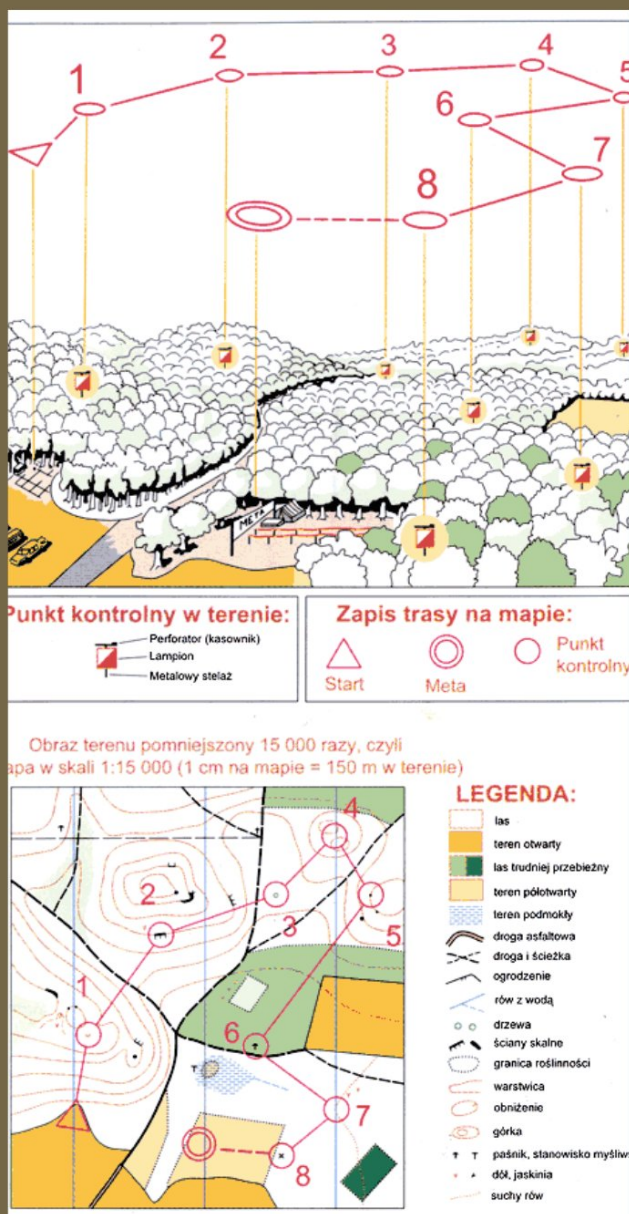 1
2
3
4
5
6
7
8
META
Punkt kontrolny w terenie:
Perforator (kasownik)
Lampion
Metalowy stelaż
Zapis trasy na mapie:
Start
Meta
Punkt
kontrolny
Obraz terenu pomniejszony 15 000 razy, czyli
apa w skali 1:15 000 (1 cm na mapie = 150 m w terenie)
1
2
3
4
5
6
7
8
LEGENDA:
las
teren otwarty
las trudniej przebieżny
teren półotwarty
teren podmokły
droga asfaltowa
droga i ścieżka
ogrodzenie
rów z wodą
drzewa
ściany skalne
granica roślinności
warstwica
obniżenie
górka
paśnik, stanowisko myśliw
dół, jaskinia
suchy rów